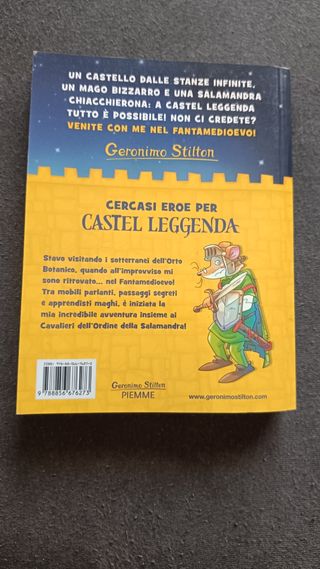 UN CASTELLO DALLE STANZE INFINITE,
UN MAGO BIZZARRO E UNA SALAMANDRA
CHIACCHIERONA: A CASTEL LEGGENDA
TUTTO È POSSIBILE! NON CI CREDETE?
VENITE CON ME NEL FANTAMEDIOEVO!
Geronimo Stilton
CERCASI EROE PER
CASTEL LEGGENDA
Stavo visitando i sotterranei dell'Orto
Botanico, quando all'improvviso mi
sono ritrovato... nel Fantamedioevo!
Tra mobili parlanti, passaggi segreti
e apprendisti maghi, è iniziata la
mia incredibile avventura insieme ai
Cavalieri dell'Ordine della Salamandra!
9 788856 676273
Geronimo Stilton
PIEMME
www.geronimostilton.com